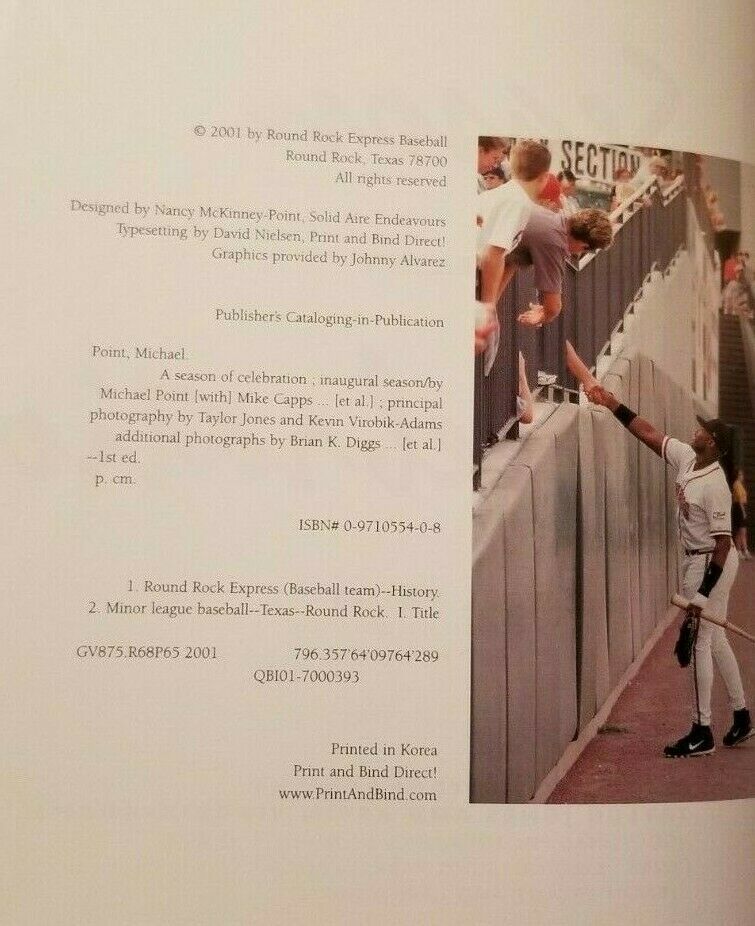 © 2001 by Round Rock Express Baseball
Round Rock, Texas 78700
All rights reserved
Designed by Nancy McKinney-Point, Solid Aire Endeavours
Typesetting by David Nielsen, Print and Bind Direct!
Graphics provided by Johnny Alvarez
Publisher's Cataloging-in-Publication
Point, Michael.
A season of celebration ; inaugural season/by
Michael Point [with] Mike Capps ... [et al.] ; principal
photography by Taylor Jones and Kevin Virobik-Adams
additional photographs by Brian K. Diggs ... [et al.]
--1st ed.
p. cm.
ISBN# 0-9710554-0-8
1. Round Rock Express (Baseball team)--History.
2. Minor league baseball--Texas--Round Rock. I. Title
GV875.R68P65 2001 796.357'64'09764'289
QBI01-7000393
Printed in Korea
Print and Bind Direct!
www.PrintAndBind.com
SECTION